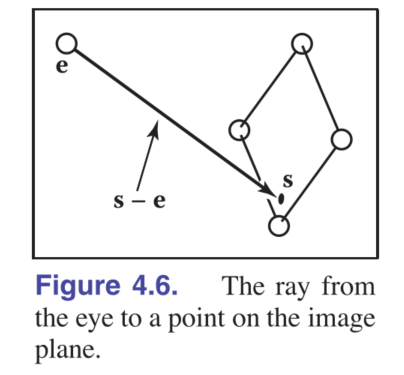 e
s
s – e
Figure 4.6. The ray from
the eye to a point on the image
plane.